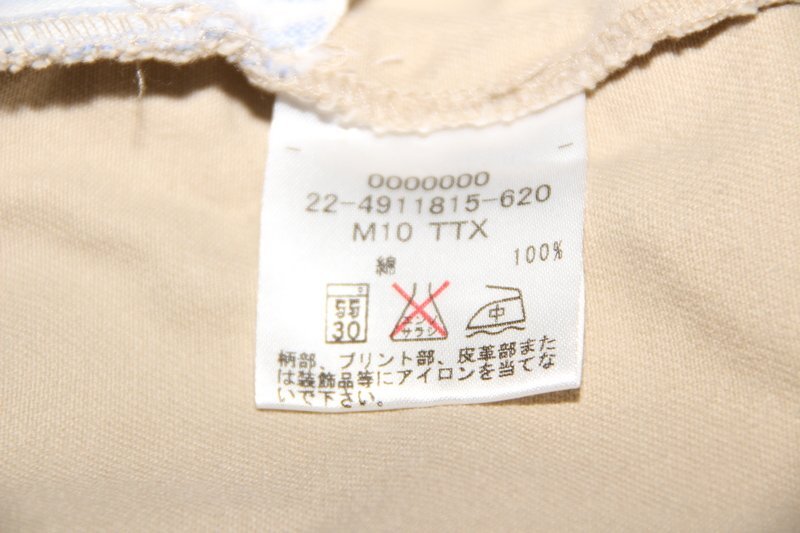 0000000
22-4911815-620
M10 TTX
綿 100%
弱
30
エンソ
サラシ
中
柄部、プリント部、皮革部また
は装飾品等にアイロンを当てな
いで下さい。